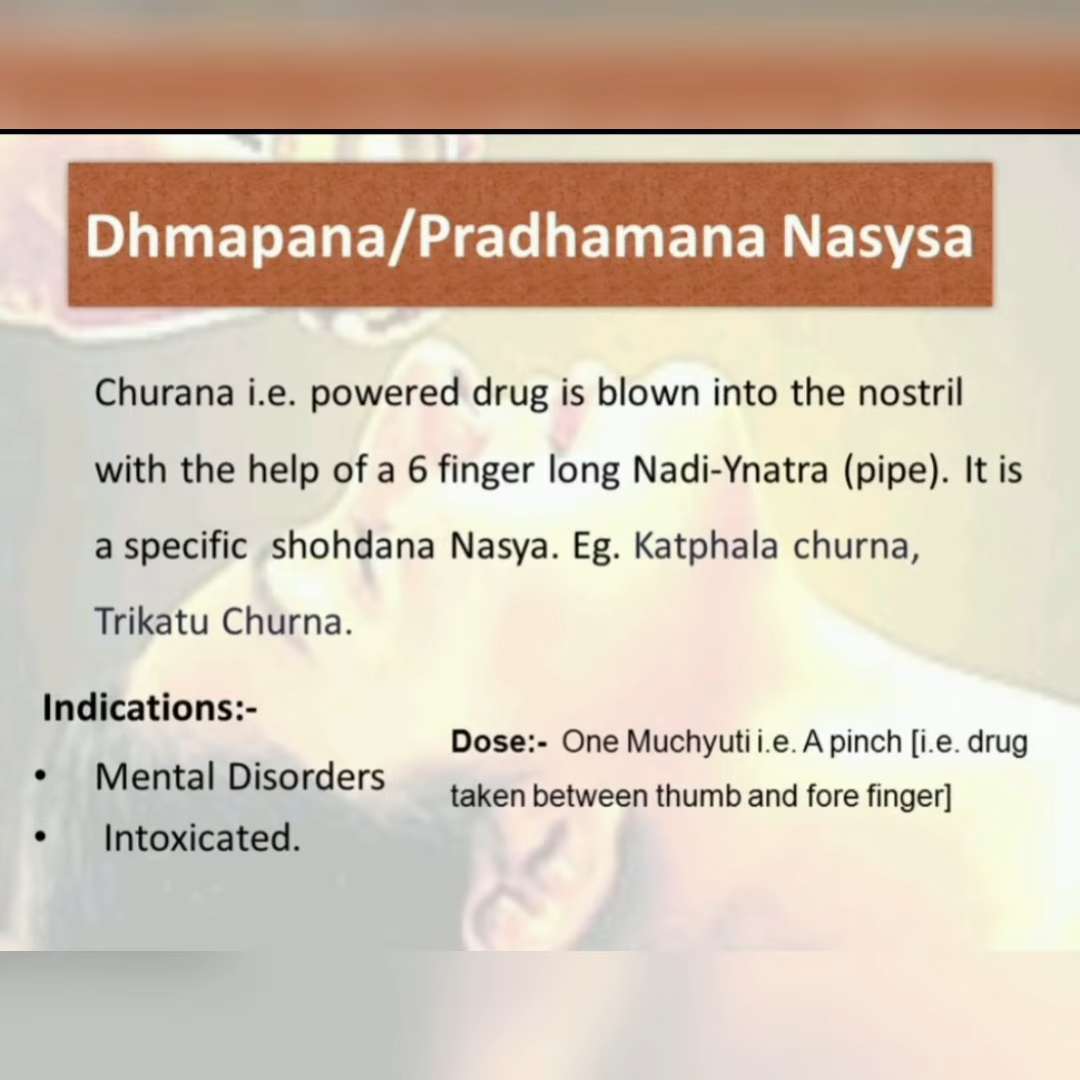 Dhmapana/Pradhamana Nasysa
Churana i.e. powered drug is blown into the nostril
with the help of a 6 finger long Nadi-Ynatra (pipe). It is
a specific shohdana Nasya. Eg. Katphala churna,
Trikatu Churna.
Indications:-
• Mental Disorders
• Intoxicated.
Dose:- One Muchyuti i.e. A pinch [i.e. drug
taken between thumb and fore finger]